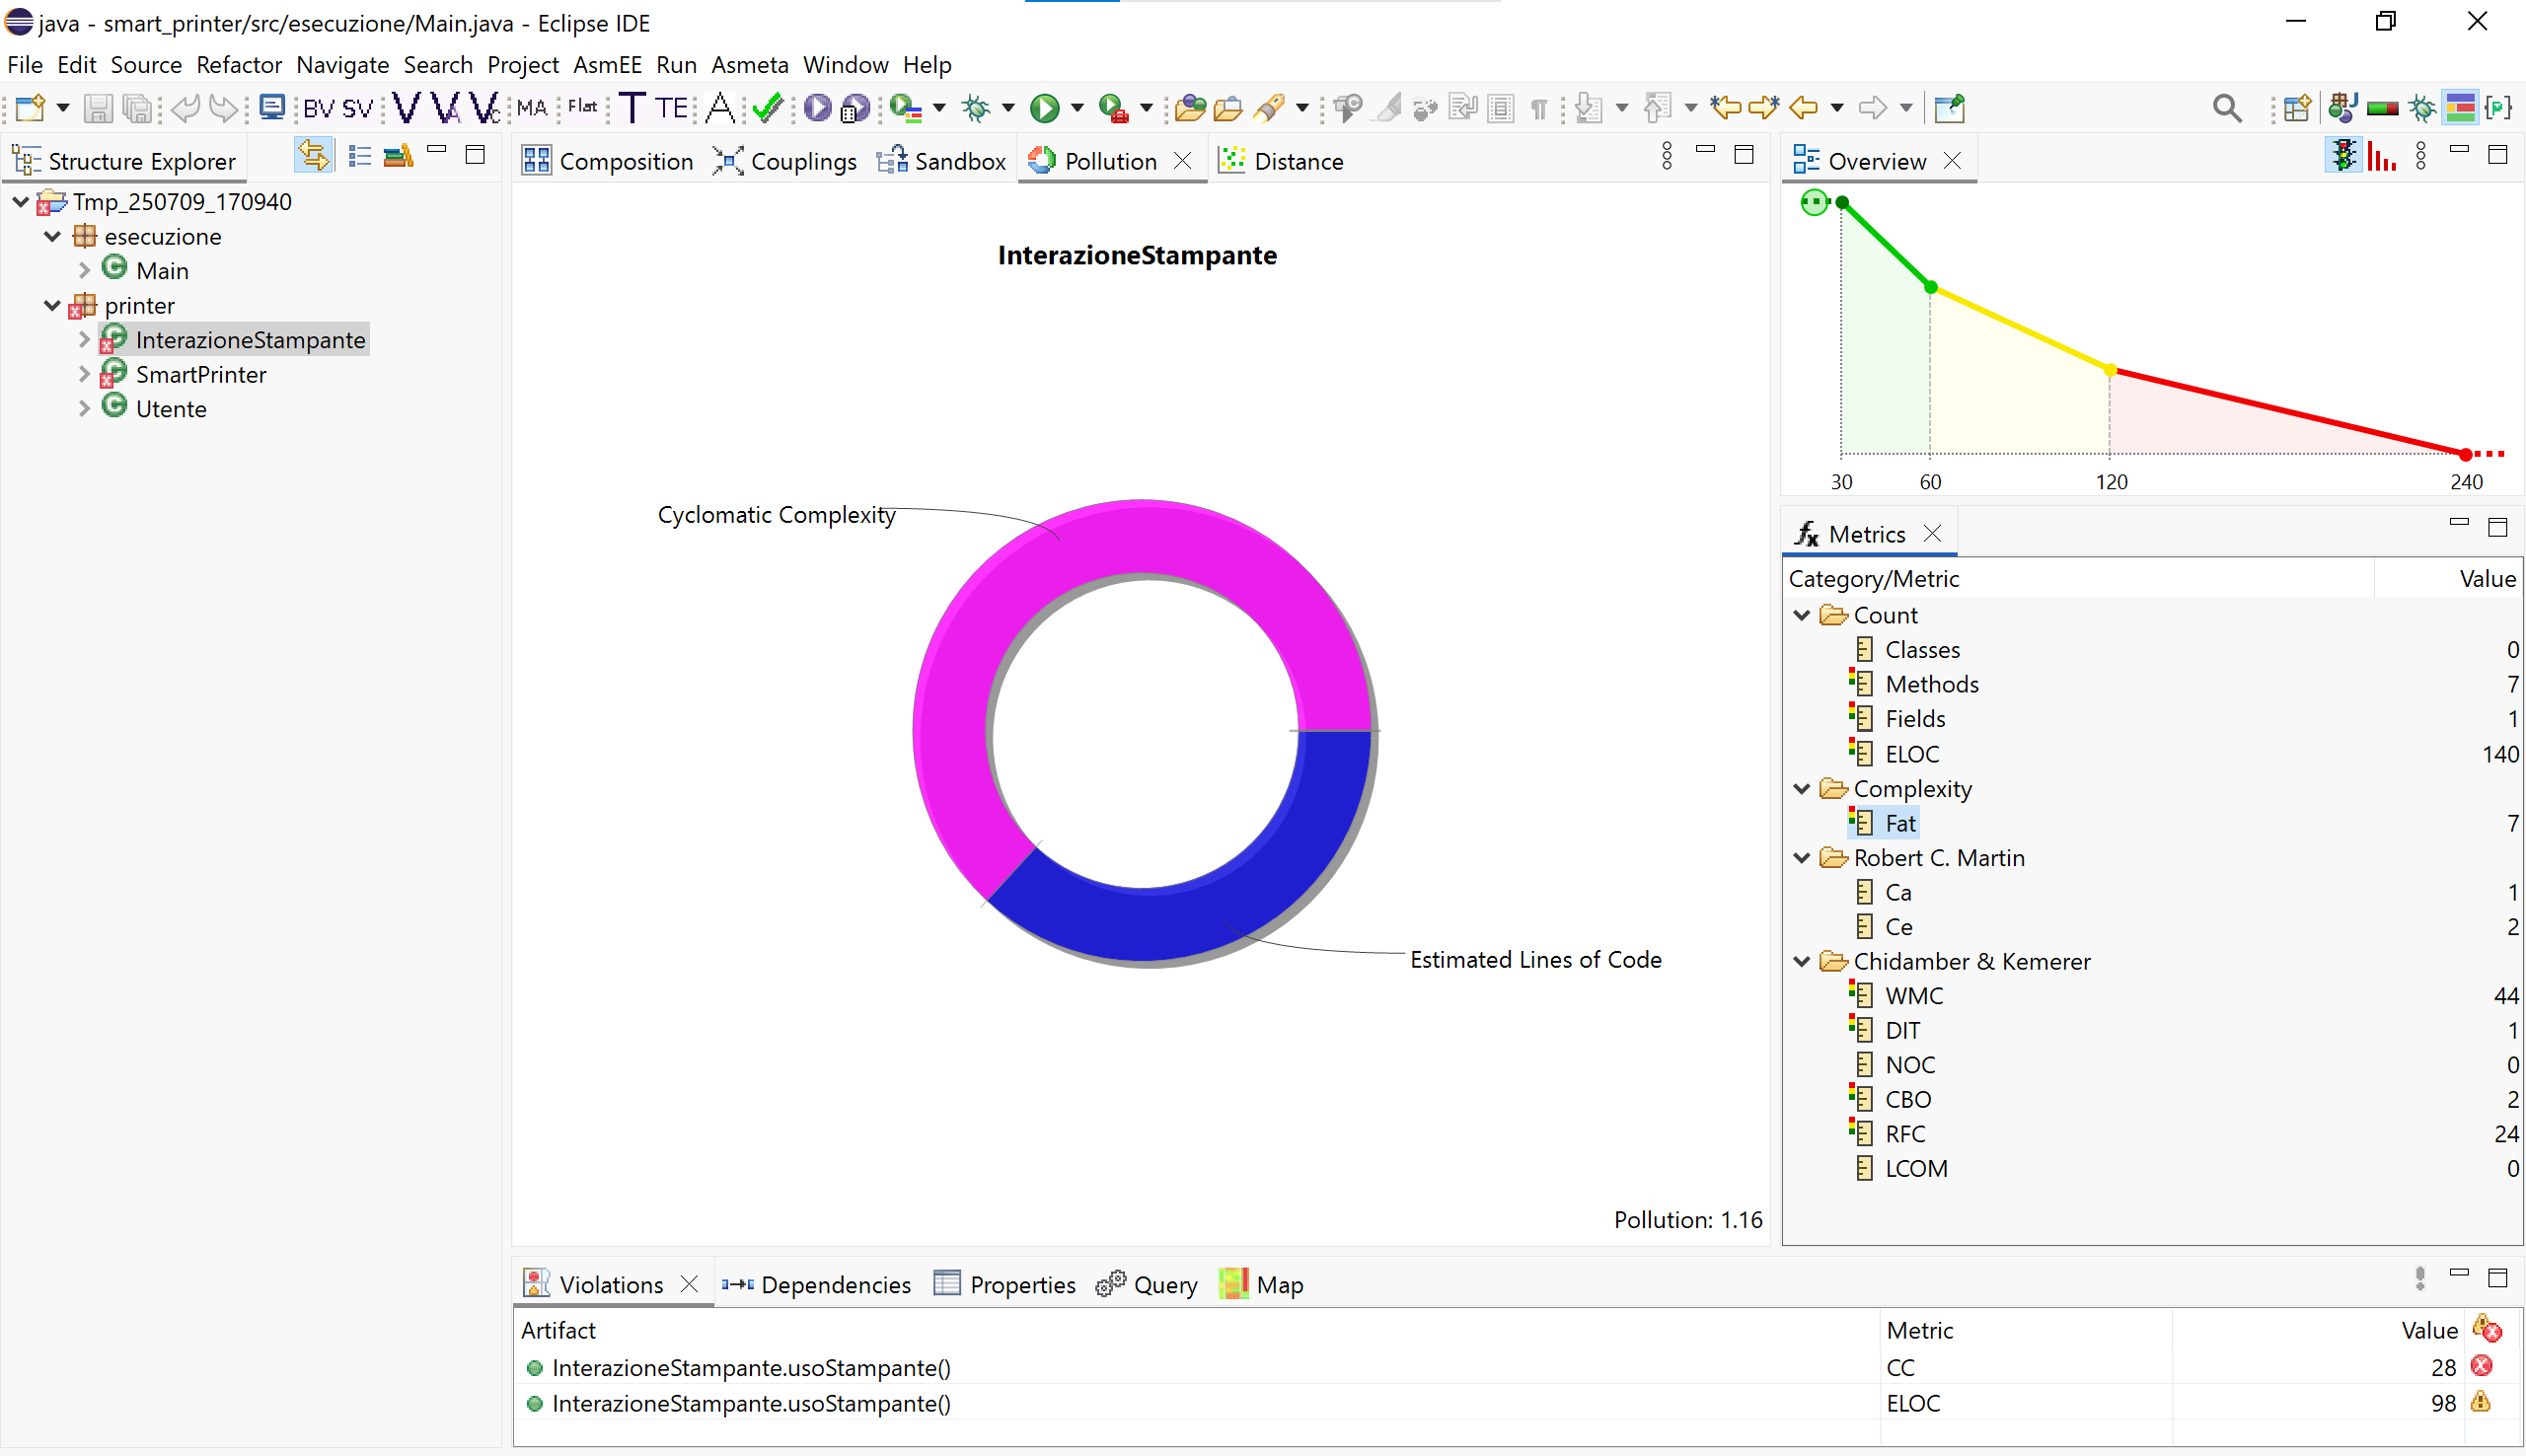 java - smart_printer/src/esecuzione/Main.java - Eclipse IDE
File Edit Source Refactor Navigate Search Project AsmEE Run Asmeta Window Help
BV SV V VA VC MA Flat T TE A
Structure Explorer
Tmp_250709_170940
esecuzione
Main
printer
InterazioneStampante
SmartPrinter
Utente
Composition Couplings Sandbox Pollution Distance
InterazioneStampante
Cyclomatic Complexity
Estimated Lines of Code
Pollution: 1.16
Overview
30 60 120 240
Metrics
Category/Metric Value
Count
Classes 0
Methods 7
Fields 1
ELOC 140
Complexity
Fat 7
Robert C. Martin
Ca 1
Ce 2
Chidamber & Kemerer
WMC 44
DIT 1
NOC 0
CBO 2
RFC 24
LCOM 0
Violations Dependencies Properties Query Map
Artifact Metric Value
InterazioneStampante.usoStampante() CC 28
InterazioneStampante.usoStampante() ELOC 98